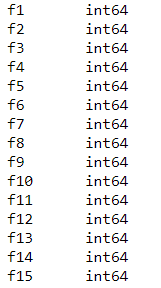 f1 int64
f2 int64
f3 int64
f4 int64
f5 int64
f6 int64
f7 int64
f8 int64
f9 int64
f10 int64
f11 int64
f12 int64
f13 int64
f14 int64
f15 int64